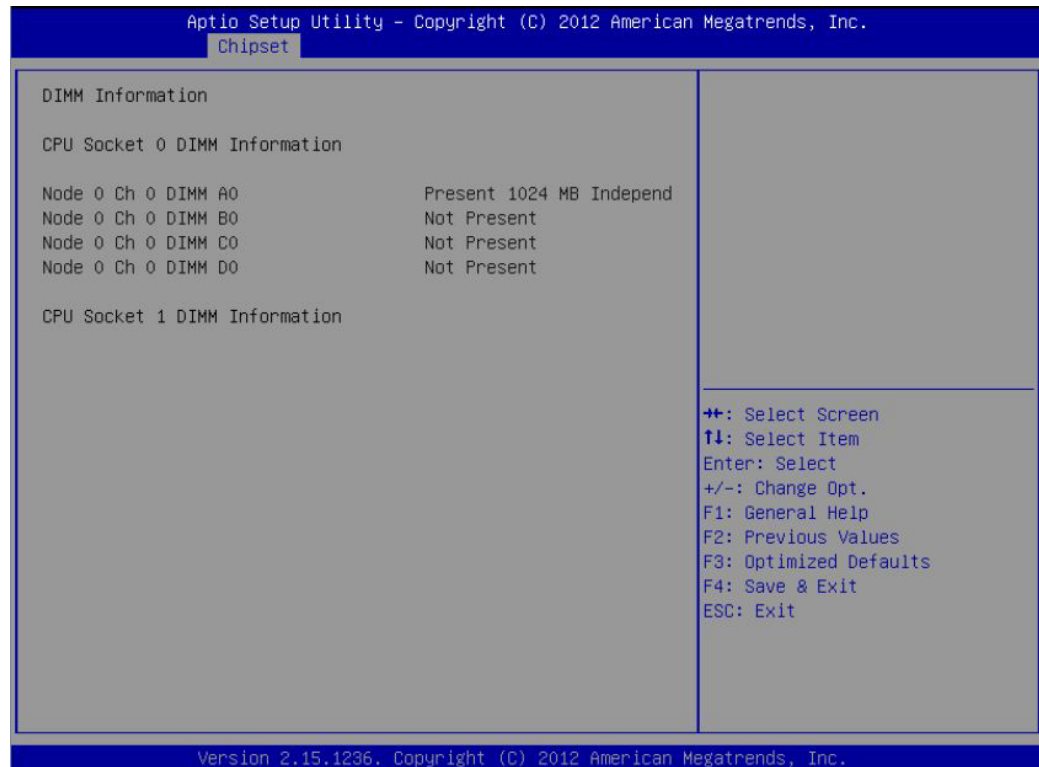 Aptio Setup Utility – Copyright (C) 2012 American Megatrends, Inc.
Chipset
DIMM Information
CPU Socket 0 DIMM Information
Node 0 Ch 0 DIMM A0 Present 1024 MB Independ
Node 0 Ch 0 DIMM B0 Not Present
Node 0 Ch 0 DIMM C0 Not Present
Node 0 Ch 0 DIMM D0 Not Present
CPU Socket 1 DIMM Information
→←: Select Screen
↑↓: Select Item
Enter: Select
+/-: Change Opt.
F1: General Help
F2: Previous Values
F3: Optimized Defaults
F4: Save & Exit
ESC: Exit
Version 2.15.1236. Copyright (C) 2012 American Megatrends, Inc.